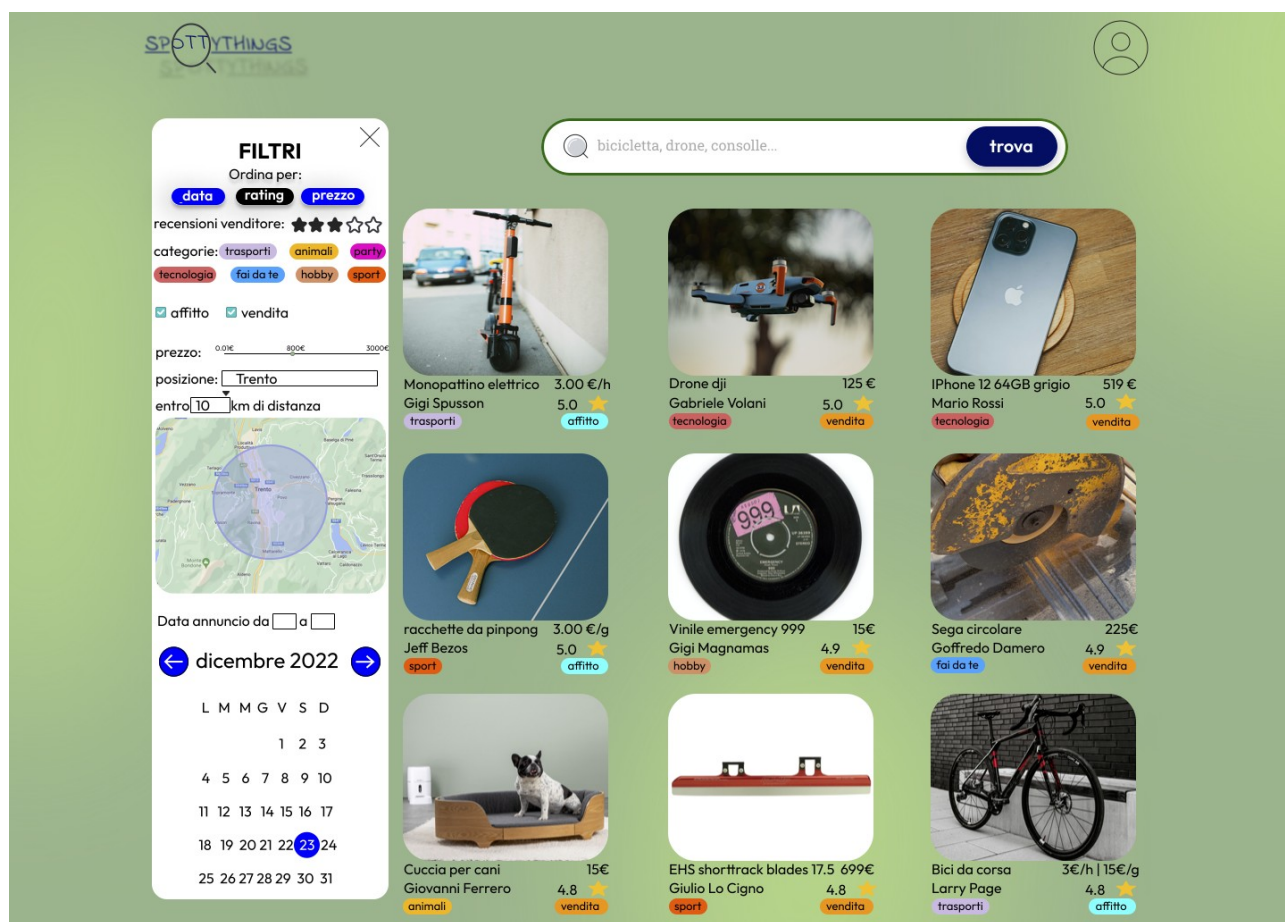 SPOTTYTHINGS
FILTRI
Ordina per:
data rating prezzo
recensioni venditore:
categorie: trasporti animali party
tecnologia fai da te hobby sport
affitto vendita
prezzo: 0.01€ 800€ 3000€
posizione: Trento
entro 10 km di distanza
Trento
Data annuncio da a
dicembre 2022
L M M G V S D
1 2 3
4 5 6 7 8 9 10
11 12 13 14 15 16 17
18 19 20 21 22 23 24
25 26 27 28 29 30 31
bicicletta, drone, consolle... trova
Monopattino elettrico 3.00 €/h
Gigi Spusson 5.0
trasporti affitto
Drone dji 125 €
Gabriele Volani 5.0
tecnologia vendita
IPhone 12 64GB grigio 519 €
Mario Rossi 5.0
tecnologia vendita
racchette da pinpong 3.00 €/g
Jeff Bezos 5.0
sport affitto
999
Vinile emergency 999 15€
Gigi Magnamas 4.9
hobby vendita
Sega circolare 225€
Goffredo Damero 4.9
fai da te vendita
Cuccia per cani 15€
Giovanni Ferrero 4.8
animali vendita
EHS shorttrack blades 17.5 699€
Giulio Lo Cigno 4.8
sport vendita
Bici da corsa 3€/h | 15€/g
Larry Page 4.8
trasporti affitto